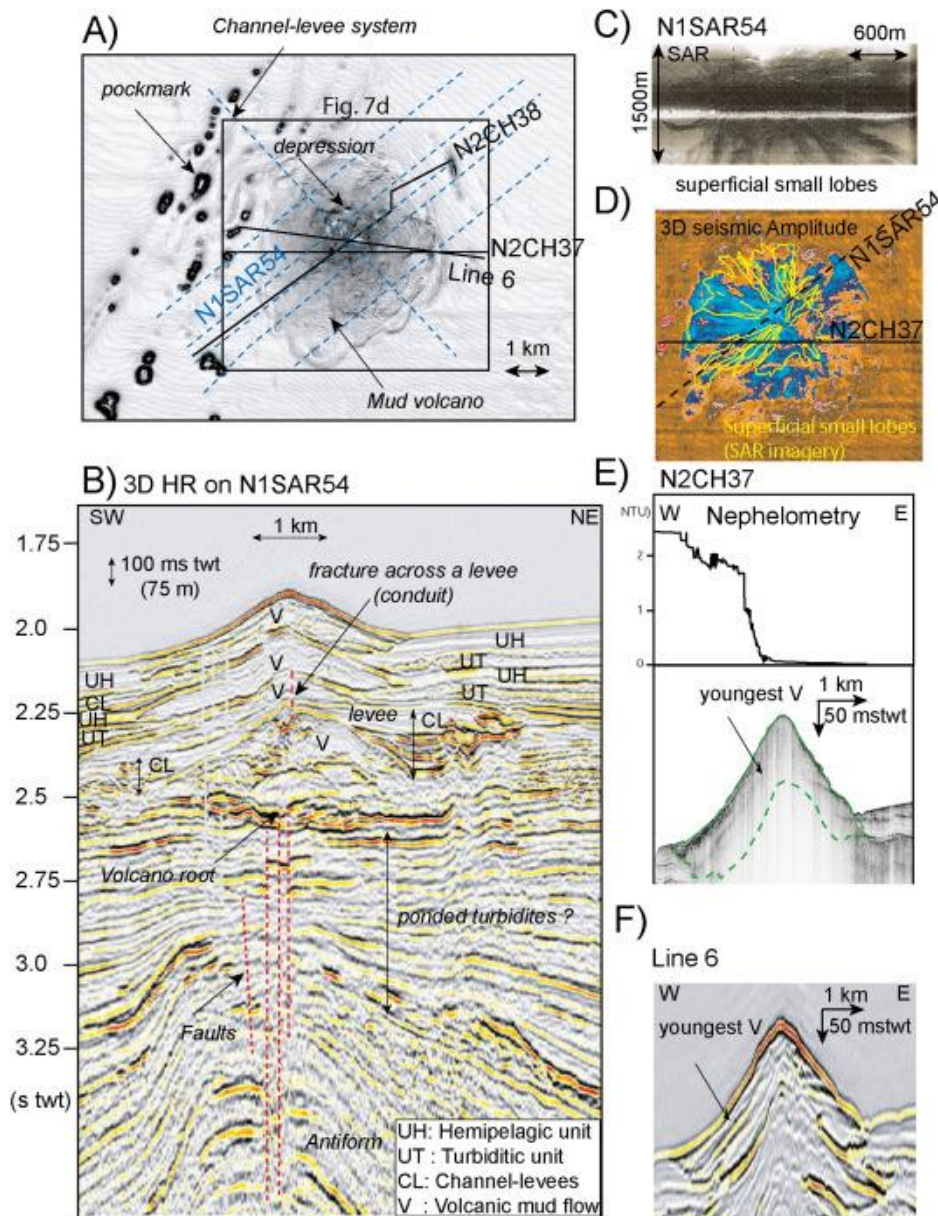 A)
Channel-levee system
pockmark
Fig. 7d
depression
N2CH38
N2CH37
Line 6
N1SAR54
Mud volcano
1 km
B) 3D HR on N1SAR54
SW
NE
1 km
1.75
100 ms twt
(75 m)
fracture across a levee
(conduit)
2.0
V
UH
UT
UH
UH
V
CL
UH
UT
V
UT
2.25
levee
CL
V
CL
2.5
Volcano root
2.75
ponded turbidites ?
3.0
Faults
3.25
(s twt)
Antiform
UH: Hemipelagic unit
UT : Turbiditic unit
CL: Channel-levees
V : Volcanic mud flow
C) N1SAR54
SAR
600m
1500m
superficial small lobes
D)
3D seismic Amplitude
N1SAR54
N2CH37
Superficial small lobes
(SAR imagery)
E)
N2CH37
W
E
NTU)
Nephelometry
2
1
0
youngest V
1 km
50 mstwt
F)
Line 6
W
E
1 km
youngest V
50 mstwt